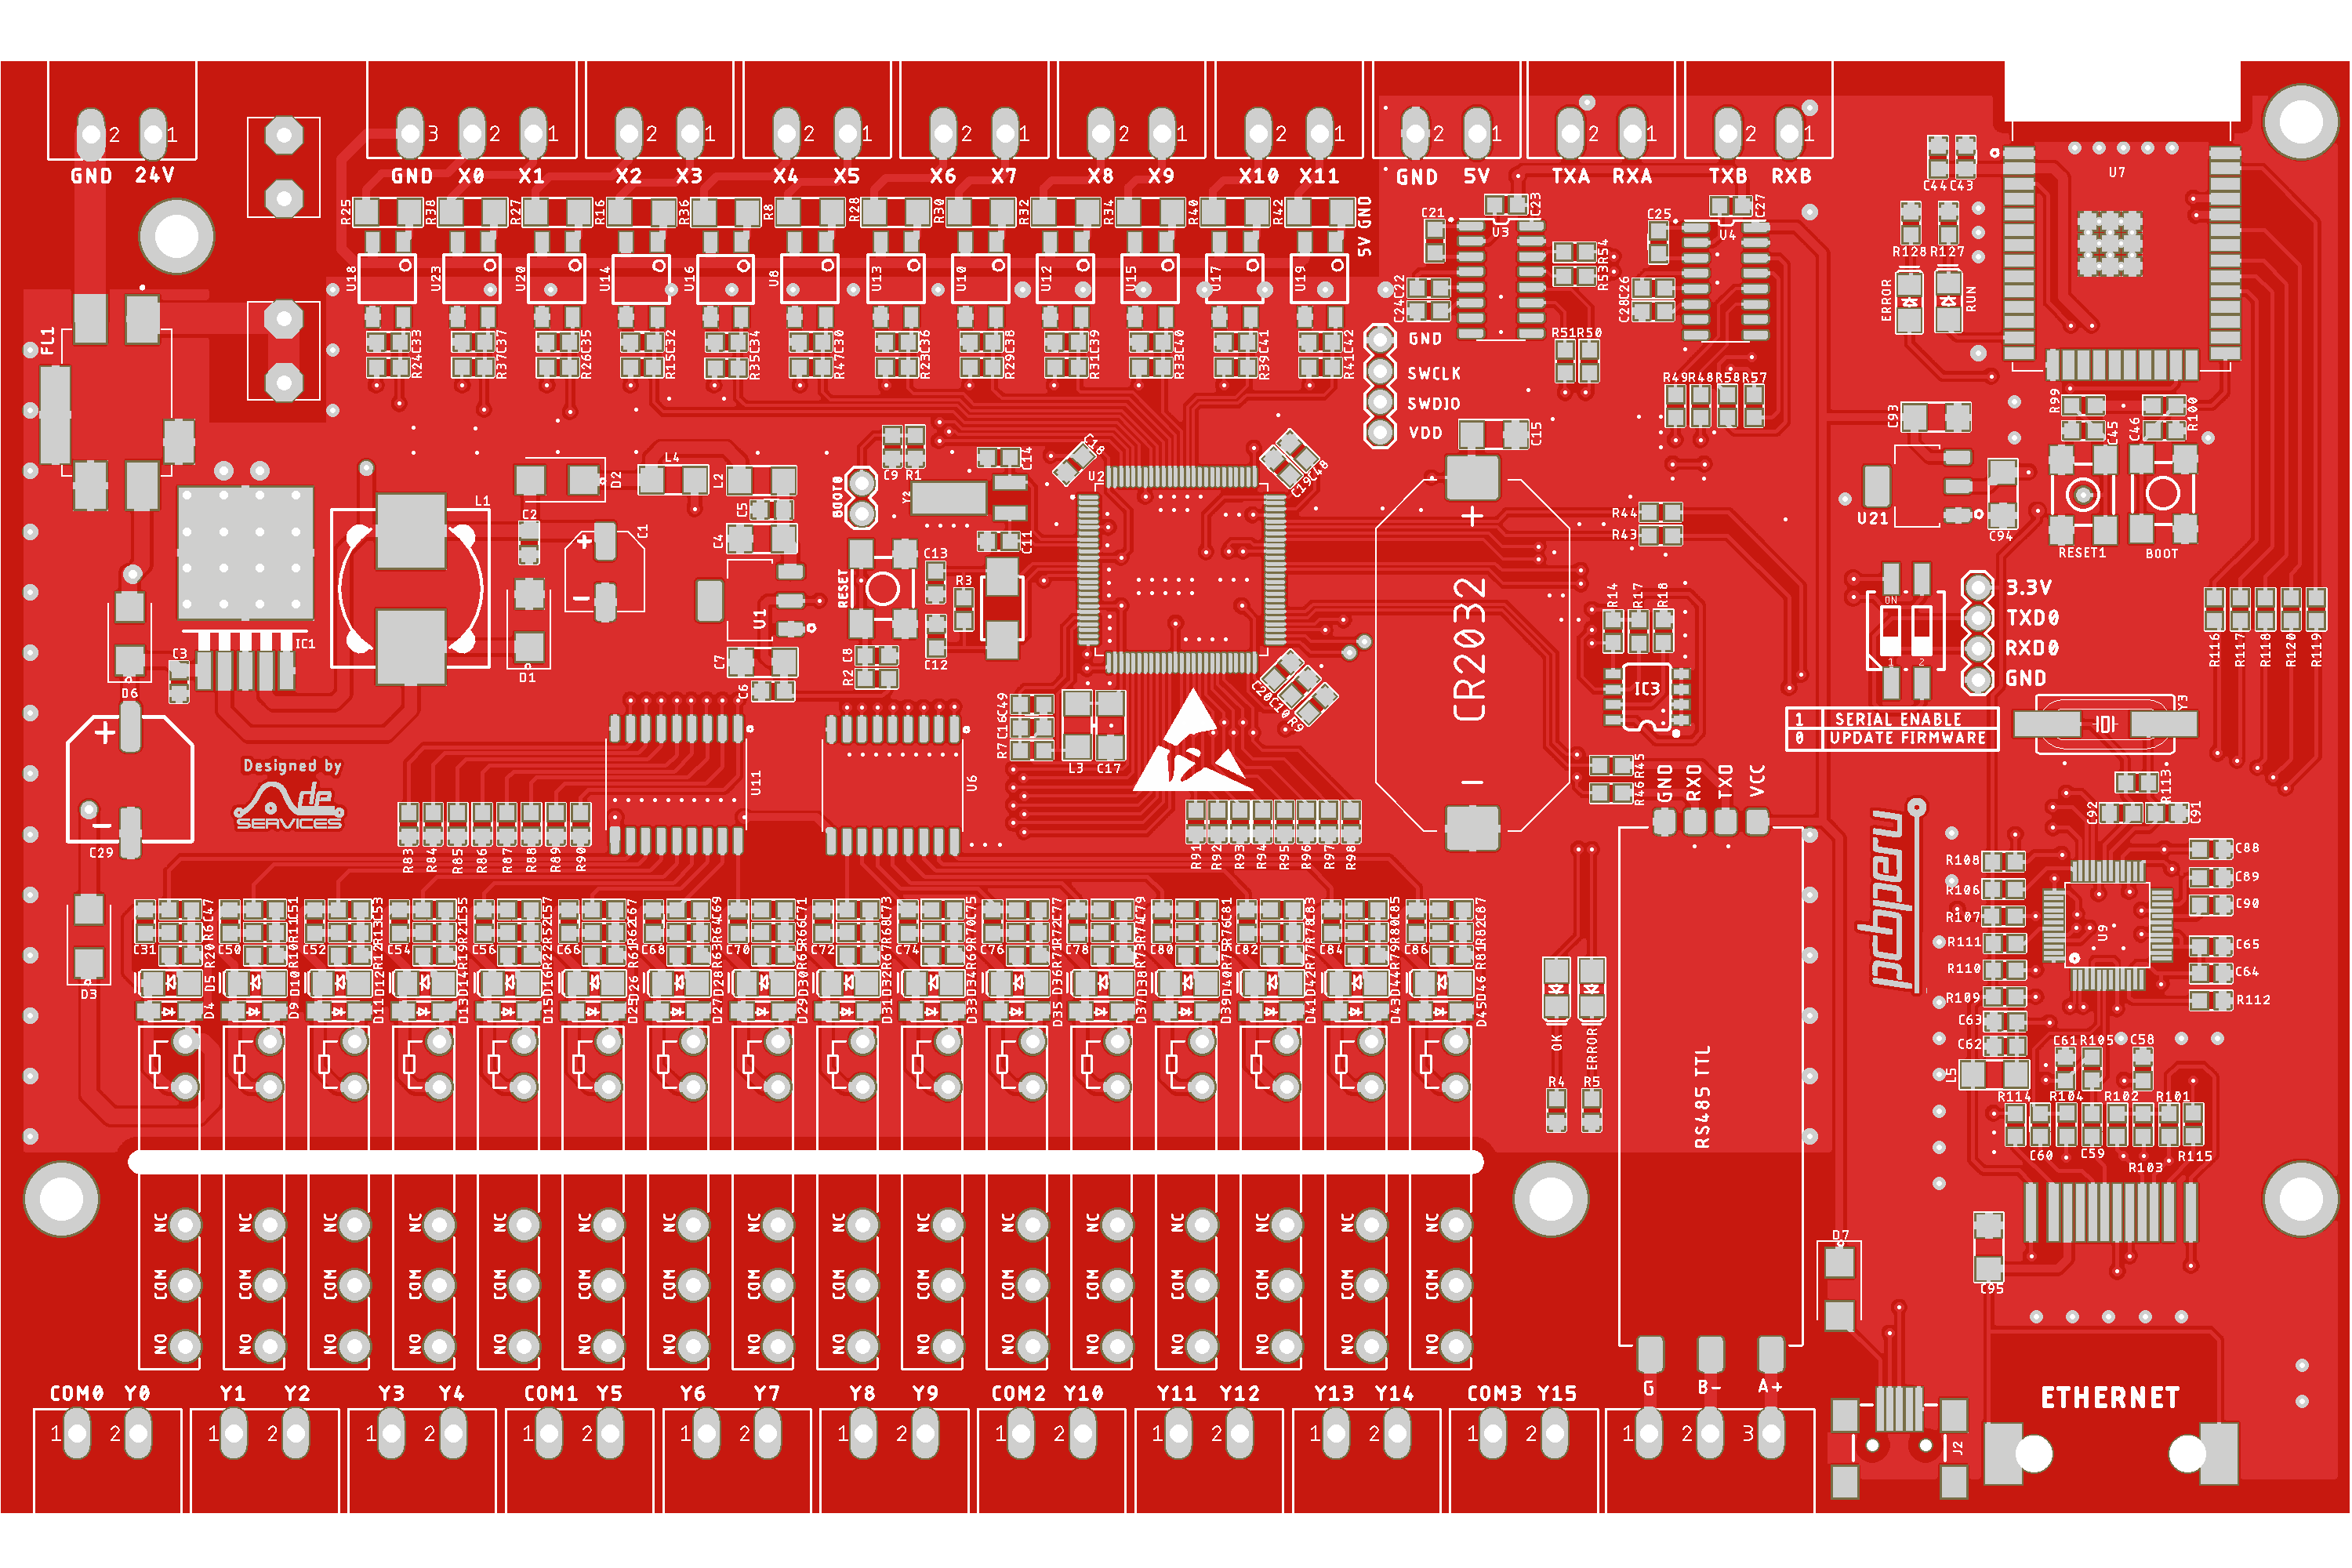 2 1
3 2 1
2 1
2 1
2 1
2 1
2 1
2 1
2 1
2 1
2 1
GND 24V
GND X0 X1
X2 X3
X4 X5
X6 X7
X8 X9
X10 X11
GND 5V
TXA RXA
TXB RXB
U7
C44 C43
R25 R38 R27 R16 R36 R8 R28 R30 R32 R34 R40 R42
5V GND
C21 C23 C25 C27
U3 U4
R54
R53
R128 R127
ERROR RUN
U18 U23 U20 U14 U16 U8 U13 U10 U12 U15 U17 U19
C24 C22
C28 C26
FL1
C33 C37 C35 C32 C34 C30 C36 C38 C39 C40 C41 C42
R24 R37 R26 R15 R35 R47 R23 R29 R31 R33 R39 R41
GND
SWCLK
SWDIO
VDD
R51 R50
R49 R48 R58 R57
R99 R100
C93
C45 C46
C15
C9 R1
C14
C18
C19 C48
U2
L1
D2
L4
L2
BOOT0
Y2
C2
C1
C5
C4
C11
R44
R43
U21
C94
RESET1 BOOT
+
+
CR2032
−
−
U1
RESET
C13
R3
C12
R14 R17 R18
ON
1 2
3.3V
TXD0
RXD0
GND
R116 R117 R118 R120 R119
IC1
C3
D6
D1
C7
C6
R2 C8
C20 C10 R9
IC3
1 SERIAL ENABLE
0 UPDATE FIRMWARE
Y3
+
−
C29
Designed by
de
SERVICES
U11
U6
C49
C16
R7
L3 C17
R45
R46
GND RXD TXD VCC
R113
C92 C91
R83 R84 R85 R86 R87 R88 R89 R90
R91 R92 R93 R94 R95 R96 R97 R98
pcbperu
R108
R106
R107
R111
R110
R109
C63
C62
L5
C88
C89
C90
C65
C64
R112
U9
D3
C47 C51 C53 C55 C57 C67 C69 C71 C73 C75 C77 C79 C81 C83 C85 C87
R6 R11 R13 R21 R52 R62 R64 R66 R68 R70 R72 R74 R76 R78 R80 R82
C31 C50 C52 C54 C56 C66 C68 C70 C72 C74 C76 C78 C80 C82 C84 C86
R20 R10 R12 R19 R22 R61 R63 R65 R67 R69 R71 R73 R75 R77 R79 R81
D5 D10 D12 D14 D16 D26 D28 D30 D32 D34 D36 D38 D40 D42 D44 D46
D4 D9 D11 D13 D15 D25 D27 D29 D31 D33 D35 D37 D39 D41 D43 D45
OK ERROR
R4 R5
RS485 TTL
C61 R105 C58
R114 R104 R102 R101
C60 C59 R103 R115
NC NC NC NC NC NC NC NC NC NC NC NC NC NC NC NC
COM COM COM COM COM COM COM COM COM COM COM COM COM COM COM COM
NO NO NO NO NO NO NO NO NO NO NO NO NO NO NO NO
D7
C95
G B- A+
COM0 Y0
Y1 Y2
Y3 Y4
COM1 Y5
Y6 Y7
Y8 Y9
COM2 Y10
Y11 Y12
Y13 Y14
COM3 Y15
ETHERNET
1 2
1 2
1 2
1 2
1 2
1 2
1 2
1 2
1 2
1 2
1 2 3
J2